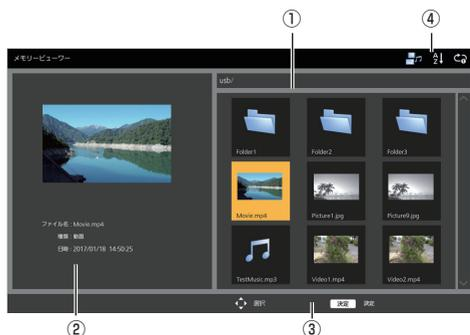 ①
④
メモリービューワー
A
Z
usb/
Folder1
Folder2
Folder3
Movie.mp4
Picture1.jpg
Picture9.jpg
ファイル名 : Movie.mp4
種類 : 動画
日時 : 2017/01/18 14:50:25
TestMusic.mp3
Video1.mp4
Video2.mp4
選択
決定 決定
②
③